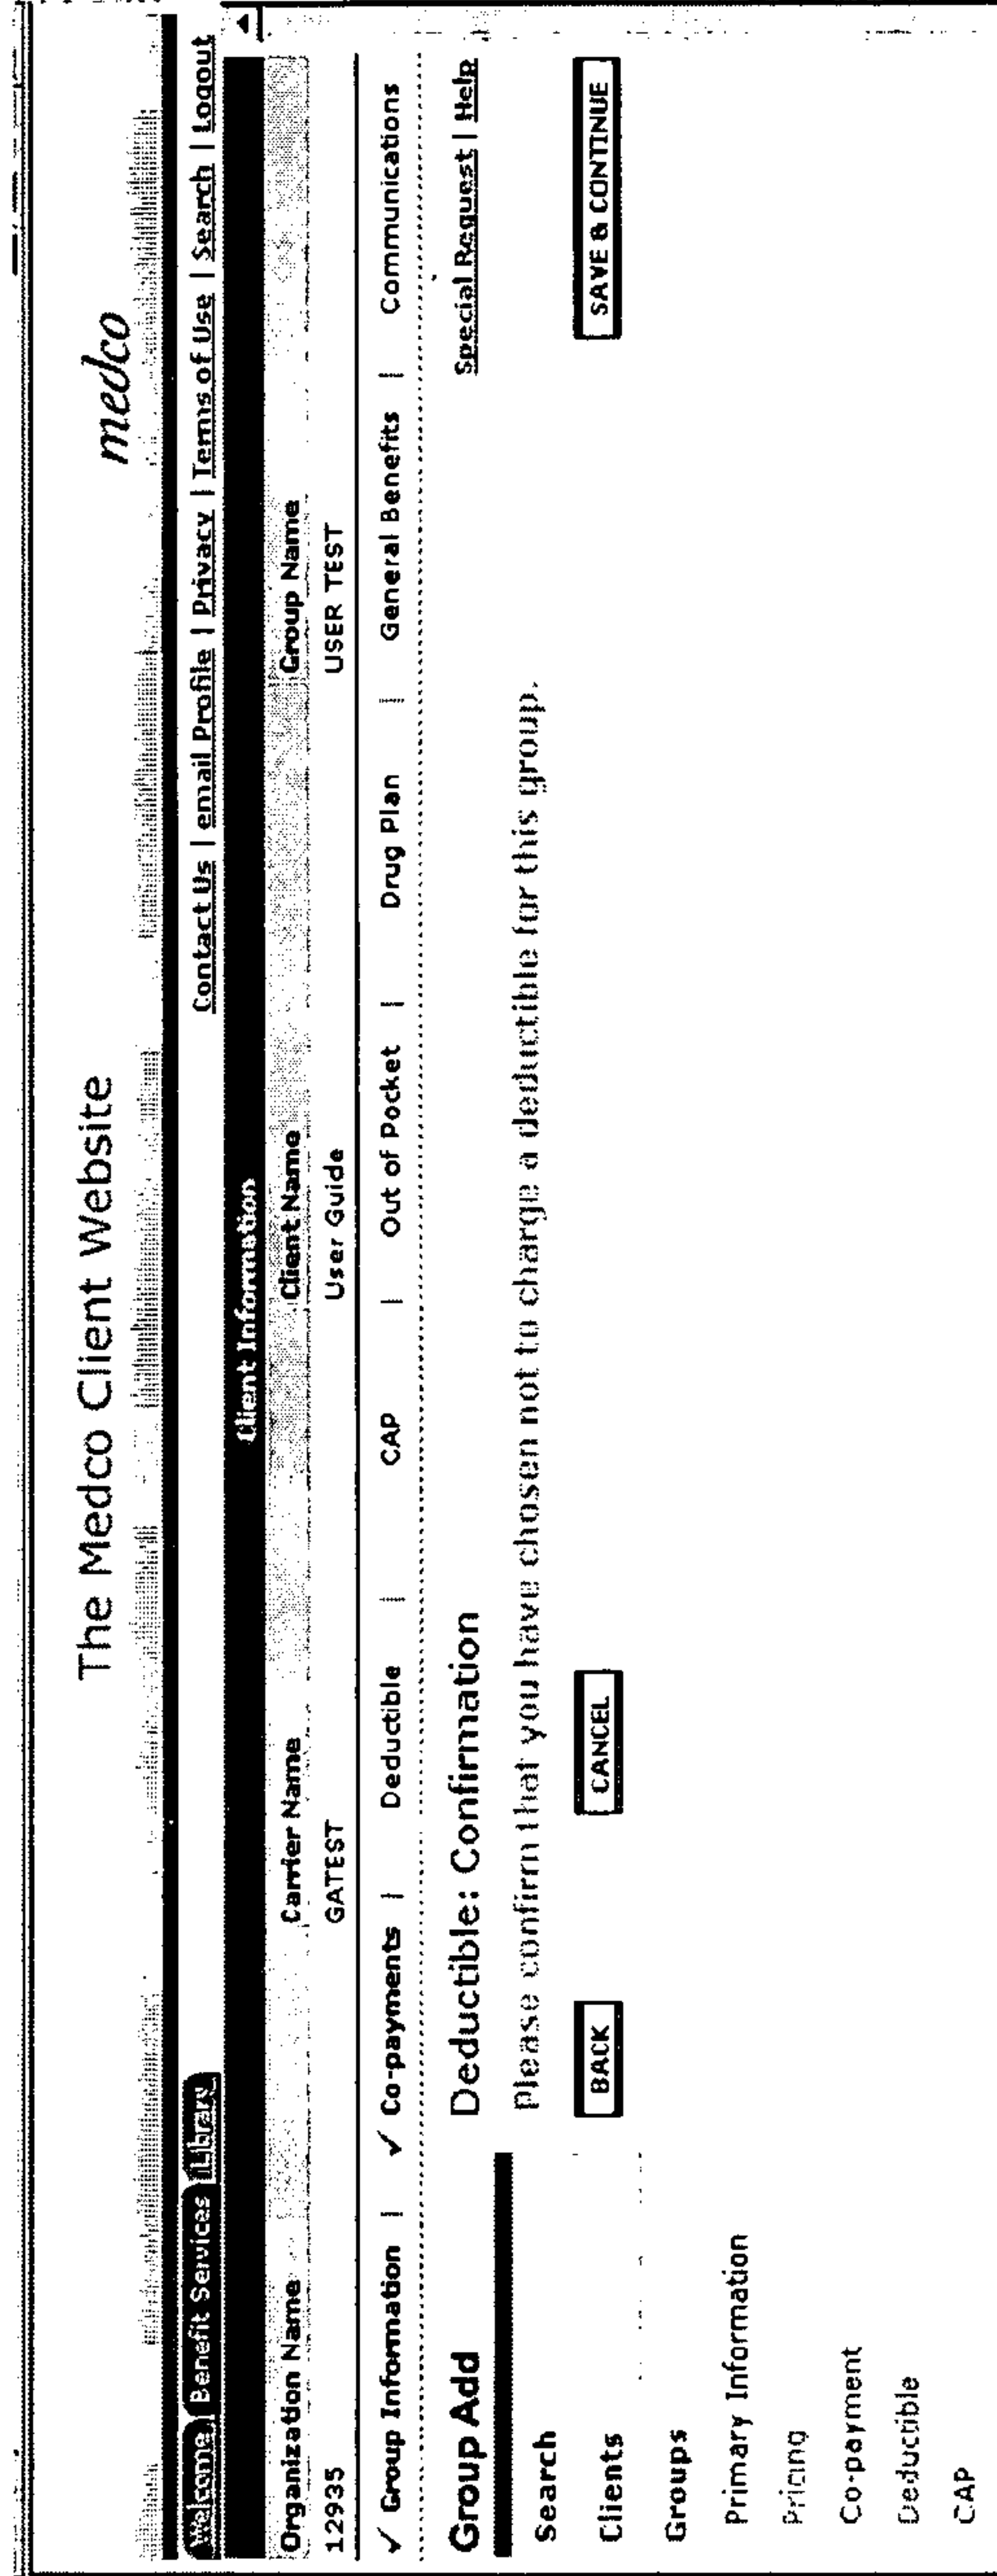 The Medco Client Website
medco
Welcome Benefit Services iLibrary
Contact Us | email Profile | Privacy | Terms of Use | Search | Logout
Client Information
Organization Name Carrier Name Client Name Group Name
12935 GATEST User Guide USER TEST
✓ Group Information | ✓ Co-payments | Deductible | CAP | Out of Pocket | Drug Plan | General Benefits | Communications
Group Add
Deductible: Confirmation
Special Request | Help
Please confirm that you have chosen not to charge a deductible for this group.
Search
BACK CANCEL SAVE & CONTINUE
Clients
Groups
Primary Information
Pricing
Co-payment
Deductible
CAP